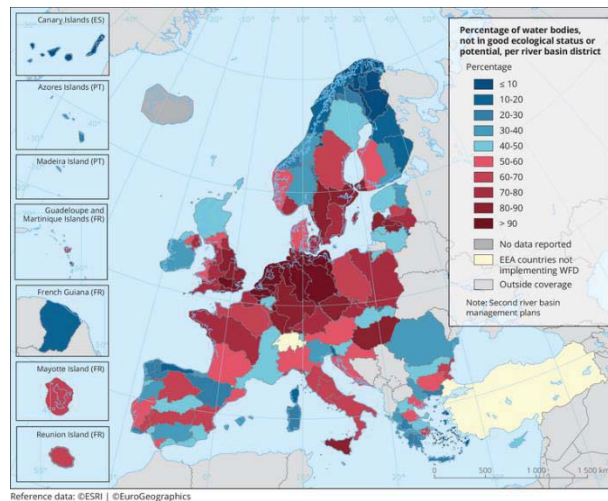 Canary Islands (ES)
Azores Islands (PT)
Madeira Island (PT)
Guadeloupe and
Martinique Islands (FR)
French Guiana (FR)
Mayotte Island (FR)
Reunion Island (FR)
Percentage of water bodies,
not in good ecological status or
potential, per river basin district
Percentage
≤ 10
10-20
20-30
30-40
40-50
50-60
60-70
70-80
80-90
> 90
No data reported
EEA countries not
implementing WFD
Outside coverage
Note: Second river basin
management plans
0 500 1 000 1 500 km
Reference data: ©ESRI | ©EuroGeographics